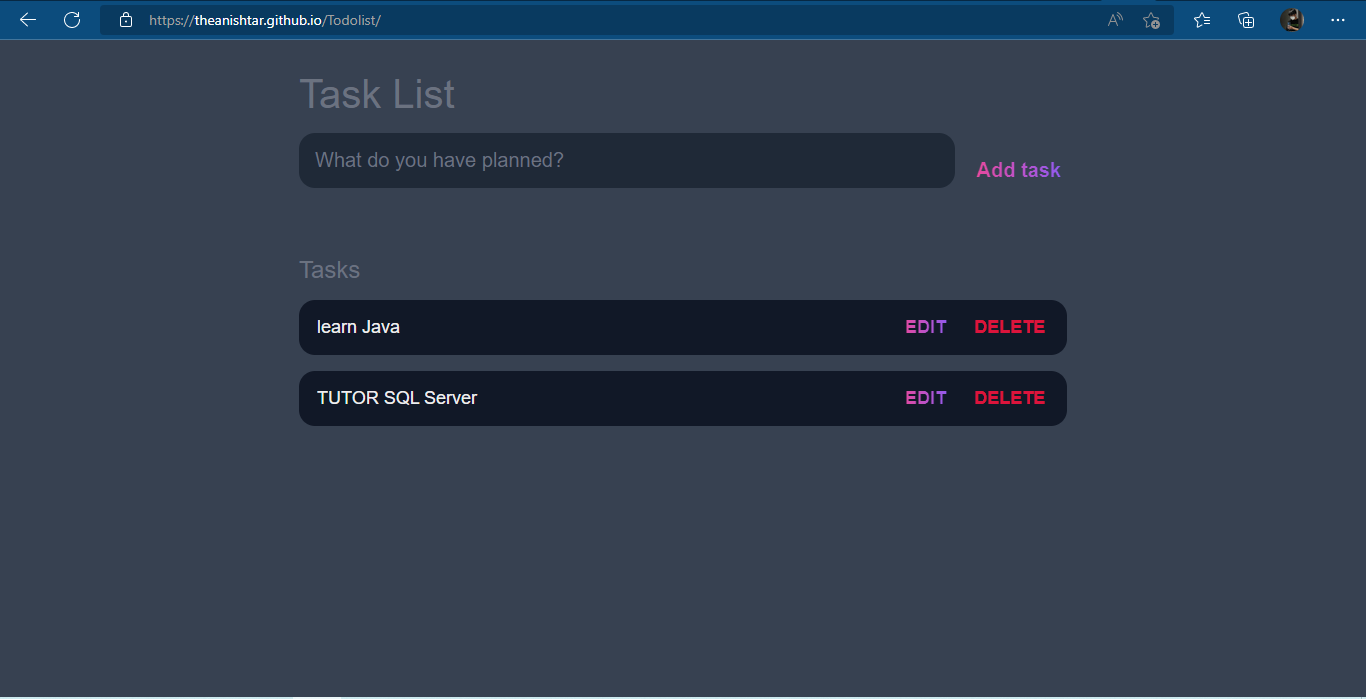 https://theanishtar.github.io/Todolist/
Task List
What do you have planned?
Add task
Tasks
learn Java EDIT DELETE
TUTOR SQL Server EDIT DELETE